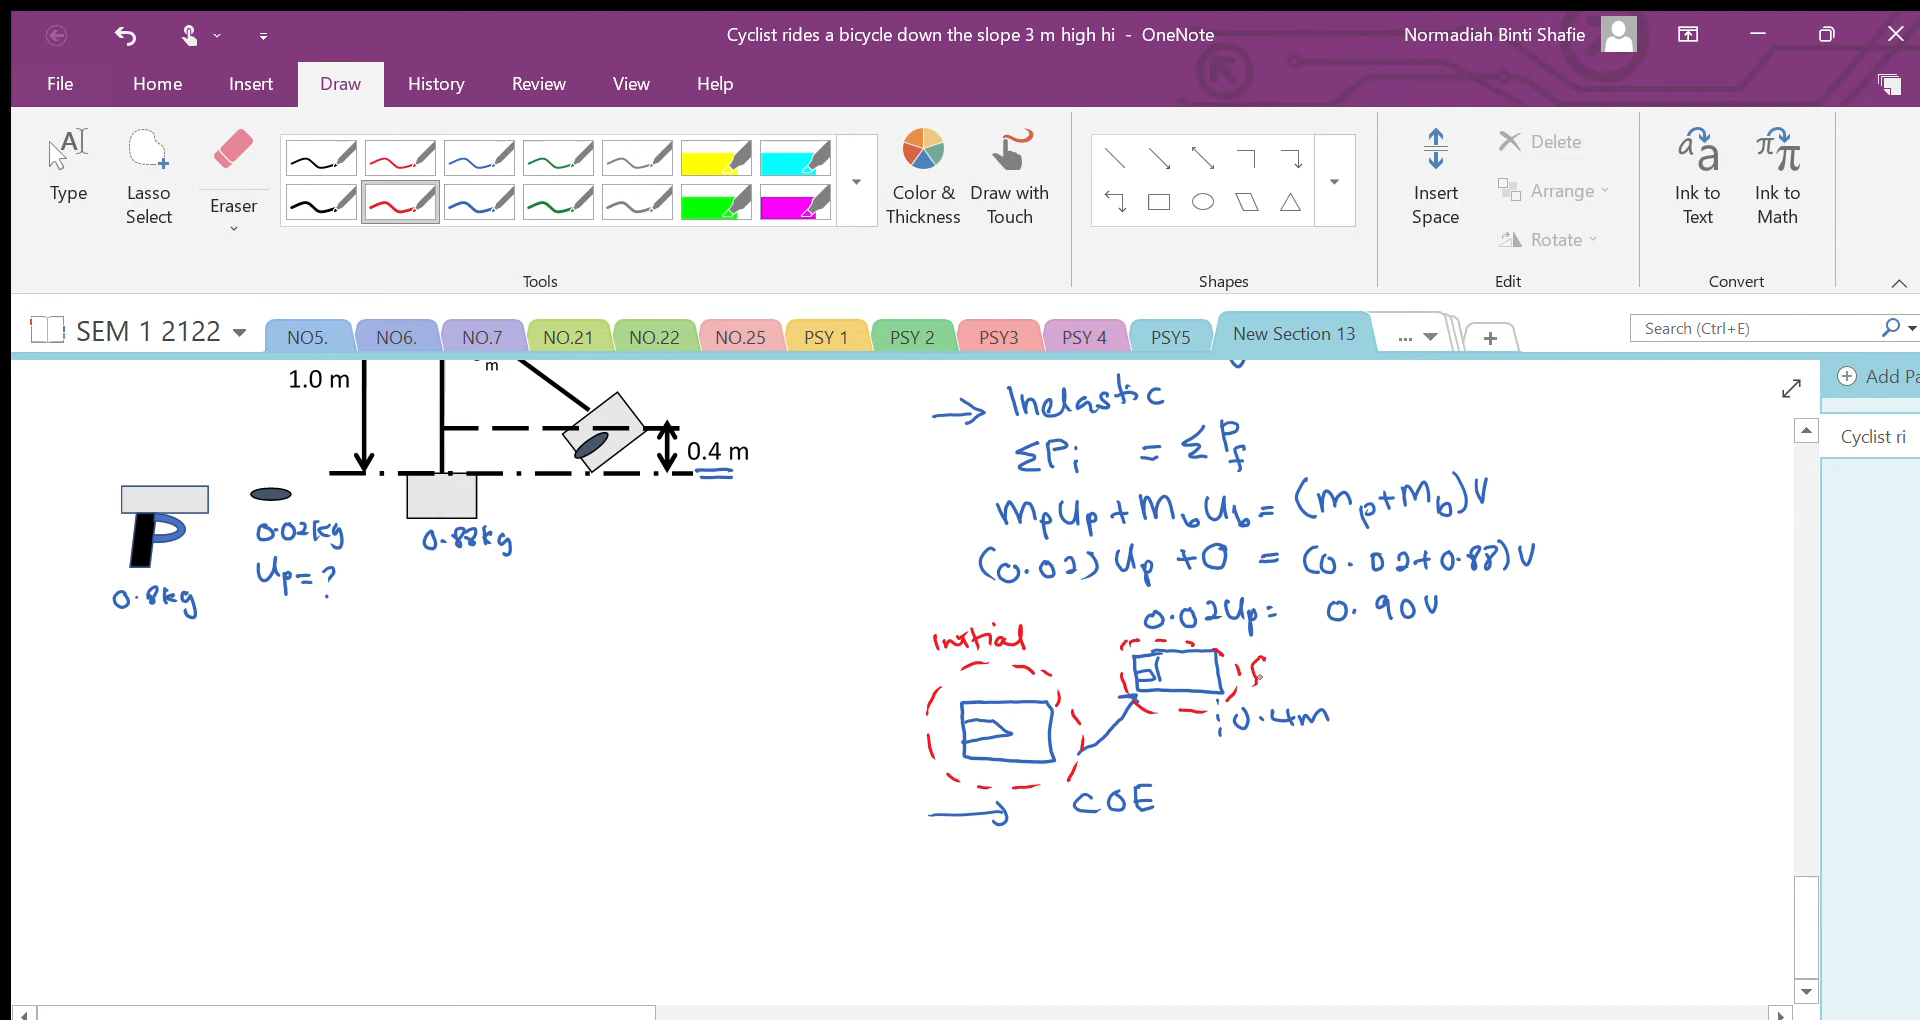 Cyclist rides a bicycle down the slope 3 m high hi - OneNote
Normadiah Binti Shafie
File Home Insert Draw History Review View Help
Type
Lasso Select
Eraser
Color & Thickness
Draw with Touch
Tools
Shapes
Insert Space
Delete
Arrange
Rotate
Edit
Ink to Text
Ink to Math
Convert
SEM 1 2122
NO5. NO6. NO.7 NO.21 NO.22 NO.25 PSY 1 PSY 2 PSY3 PSY 4 PSY5 New Section 13 ... +
Search (Ctrl+E)
Add Pa
Cyclist ri
1.0 m
m
0.4 m
0.02kg
Up = ?
0.8kg
0.88kg
→ Inelastic
ΣPi = ΣPf
mpUp + MbUb = (mp + Mb)V
(0.02) Up + 0 = (0.02+0.88)V
0.02Up = 0.90V
Initial
f
0.4m
→ COE